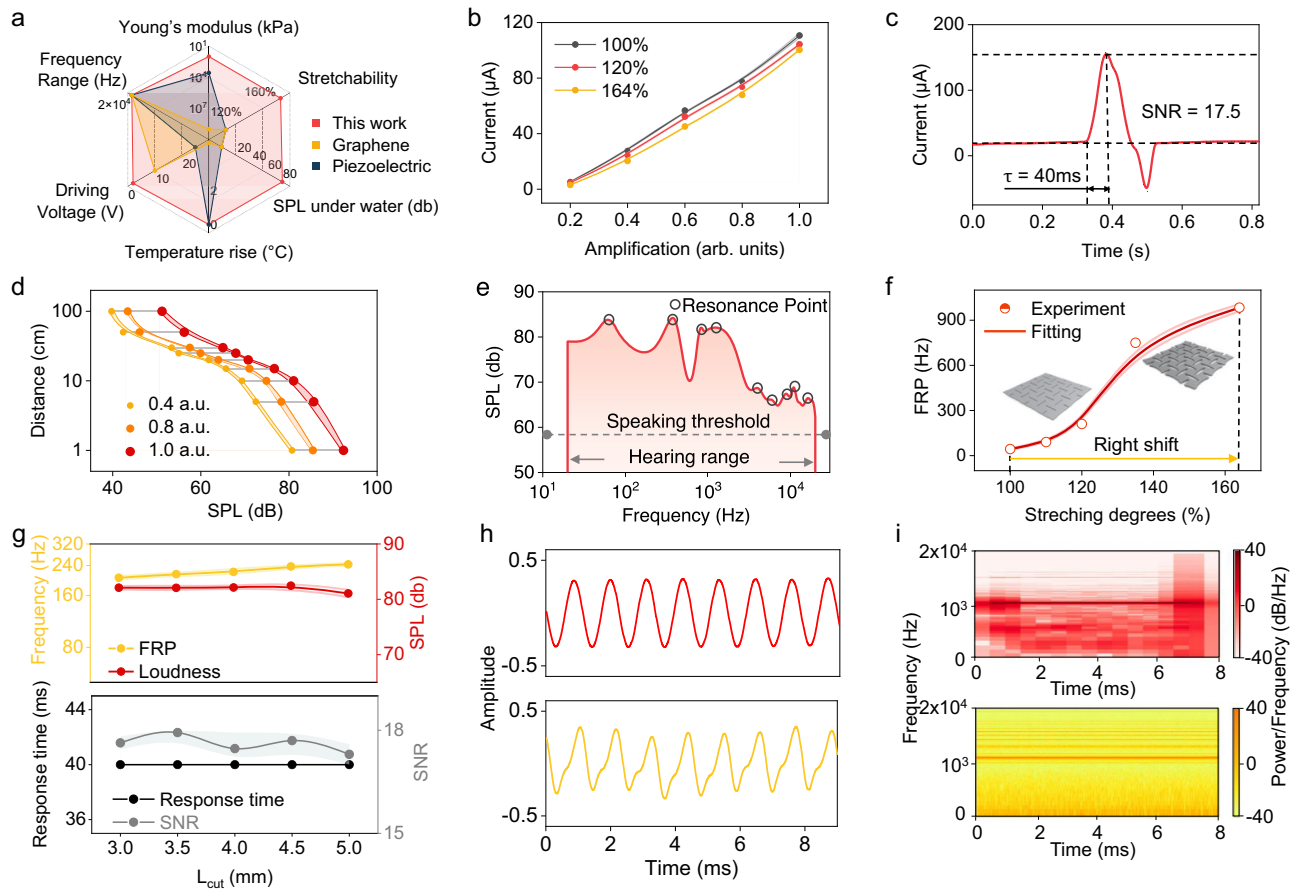 a
Young's modulus (kPa)
10¹
Frequency
Range (Hz)
10⁴
Stretchability
160%
2×10⁴
10⁷
120%
This work
Graphene
Piezoelectric
20
40
60
80
20
10
0
2
0
Driving
Voltage (V)
SPL under water (db)
Temperature rise (°C)
b
Current (µA)
120
80
40
0
100%
120%
164%
0.2 0.4 0.6 0.8 1.0
Amplification (arb. units)
c
Current (µA)
200
100
0
SNR = 17.5
τ = 40ms
0.0 0.2 0.4 0.6 0.8
Time (s)
d
Distance (cm)
100
10
1
0.4 a.u.
0.8 a.u.
1.0 a.u.
40 60 80 100
SPL (dB)
e
SPL (db)
90
80
70
60
50
Resonance Point
Speaking threshold
Hearing range
10¹ 10² 10³ 10⁴
Frequency (Hz)
f
FRP (Hz)
900
600
300
0
Experiment
Fitting
Right shift
100 120 140 160
Streching degrees (%)
g
Frequency (Hz)
320
240
160
80
FRP
Loudness
90
80
70
SPL (db)
Response time (ms)
44
40
36
Response time
SNR
18
15
SNR
3.0 3.5 4.0 4.5 5.0
L_cut (mm)
h
Amplitude
0.5
-0.5
0.5
-0.5
0 2 4 6 8
Time (ms)
i
Frequency (Hz)
2x10⁴
10³
0
0 1 2 3 4 5 6 7 8
Time (ms)
40
0
-40
2x10⁴
10³
0
0 2 4 6 8
Time (ms)
40
0
-40
Power/Frequency (dB/Hz)